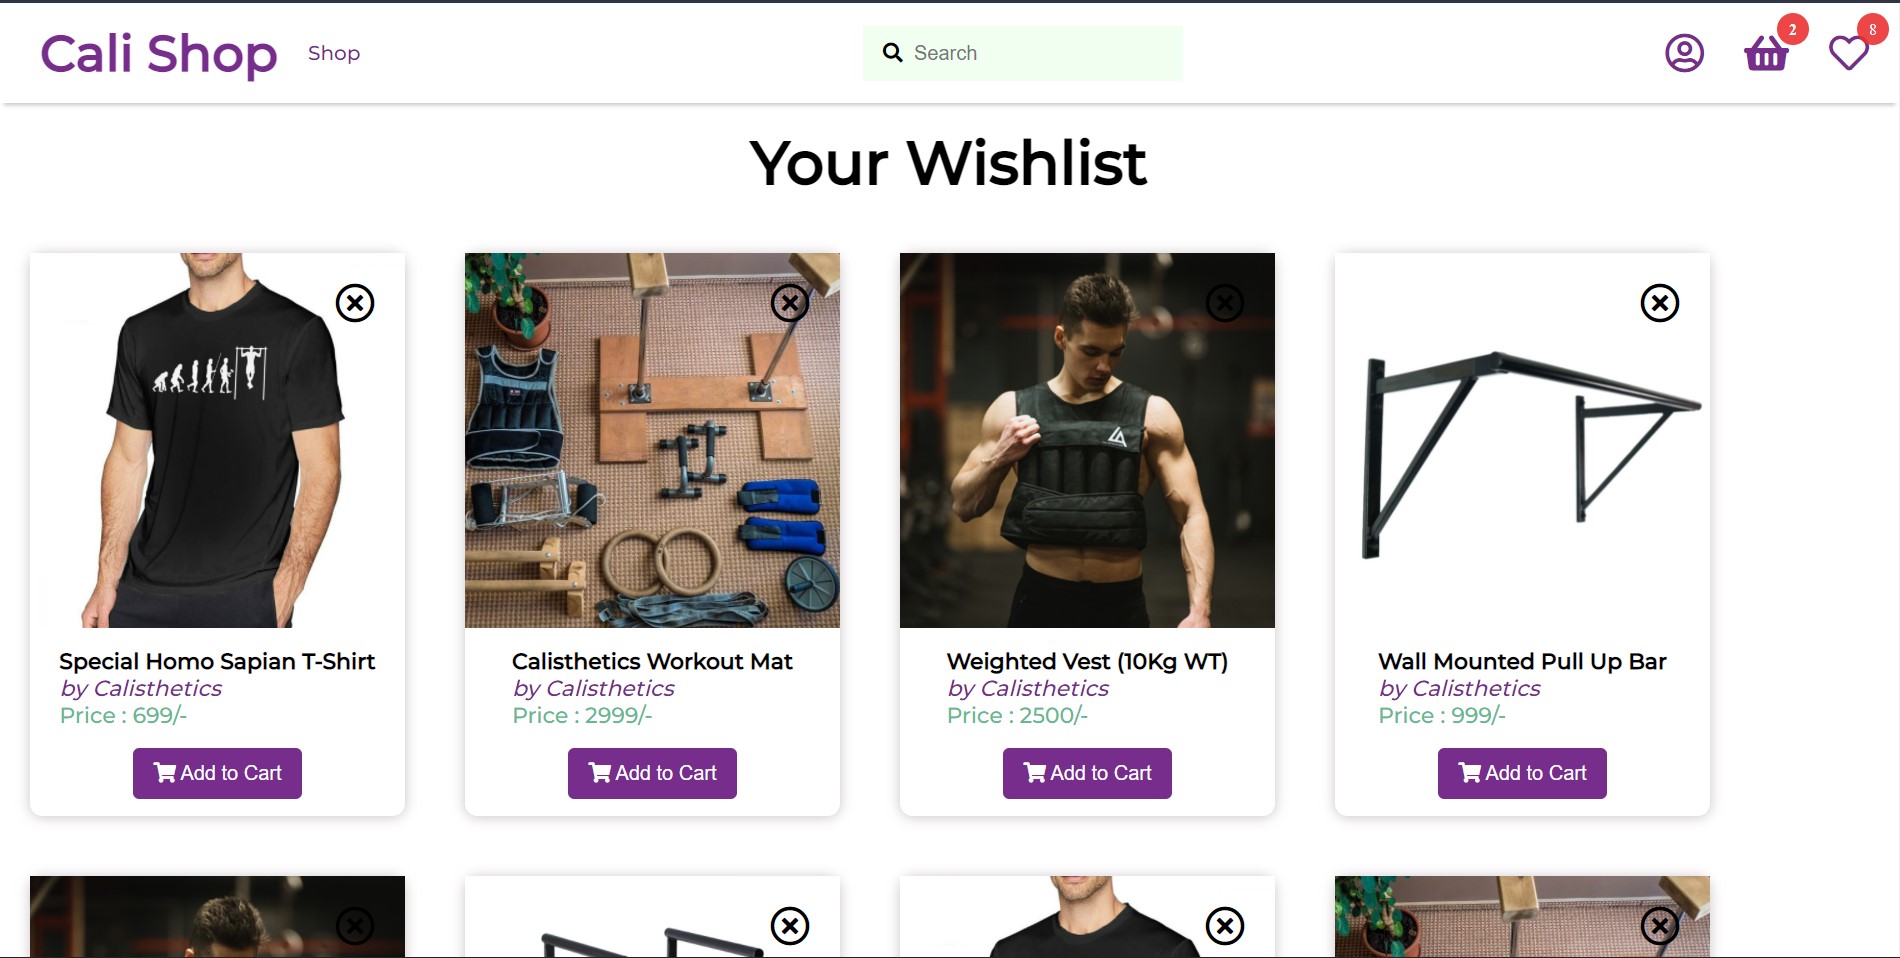 Cali Shop
Shop
Search
2
8
Your Wishlist
Special Homo Sapian T-Shirt
by Calisthetics
Price : 699/-
Add to Cart
Calisthetics Workout Mat
by Calisthetics
Price : 2999/-
Add to Cart
Weighted Vest (10Kg WT)
by Calisthetics
Price : 2500/-
Add to Cart
Wall Mounted Pull Up Bar
by Calisthetics
Price : 999/-
Add to Cart